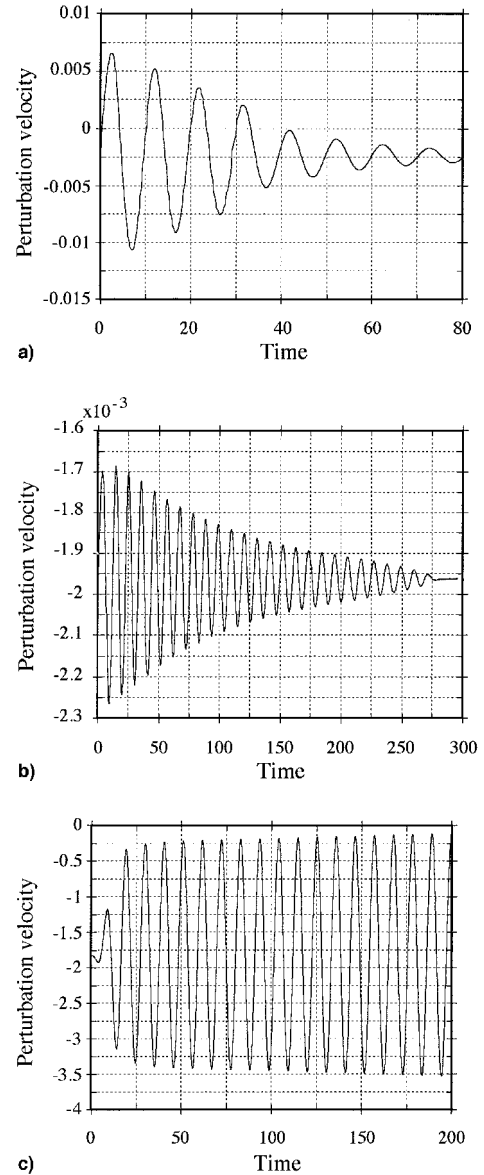 0.01
0.005
0
-0.005
-0.01
-0.015
Perturbation velocity
0 20 40 60 80
Time
a)
x10-3
-1.6
-1.7
-1.8
-1.9
-2
-2.1
-2.2
-2.3
Perturbation velocity
0 50 100 150 200 250 300
Time
b)
0
-0.5
-1
-1.5
-2
-2.5
-3
-3.5
-4
Perturbation velocity
0 50 100 150 200
Time
c)